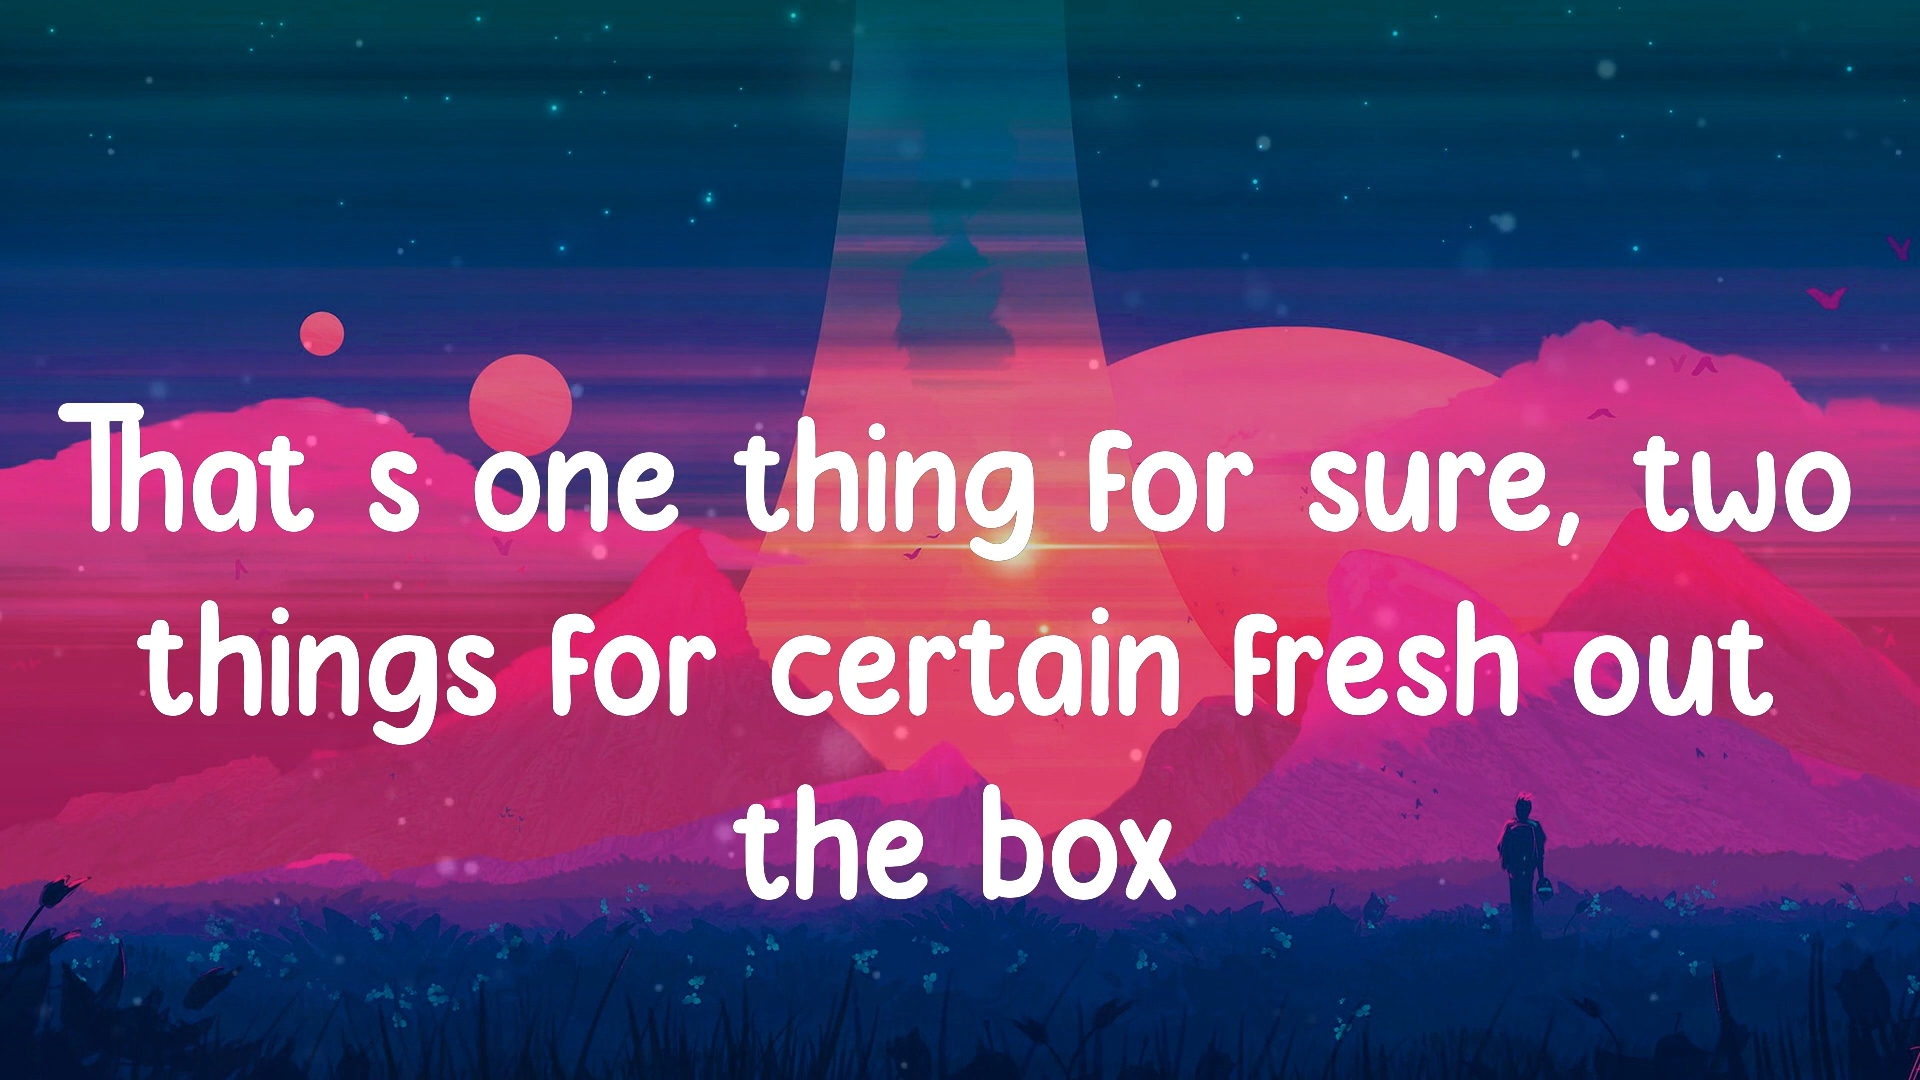 That s one thing for sure, two
things for certain fresh out
the box